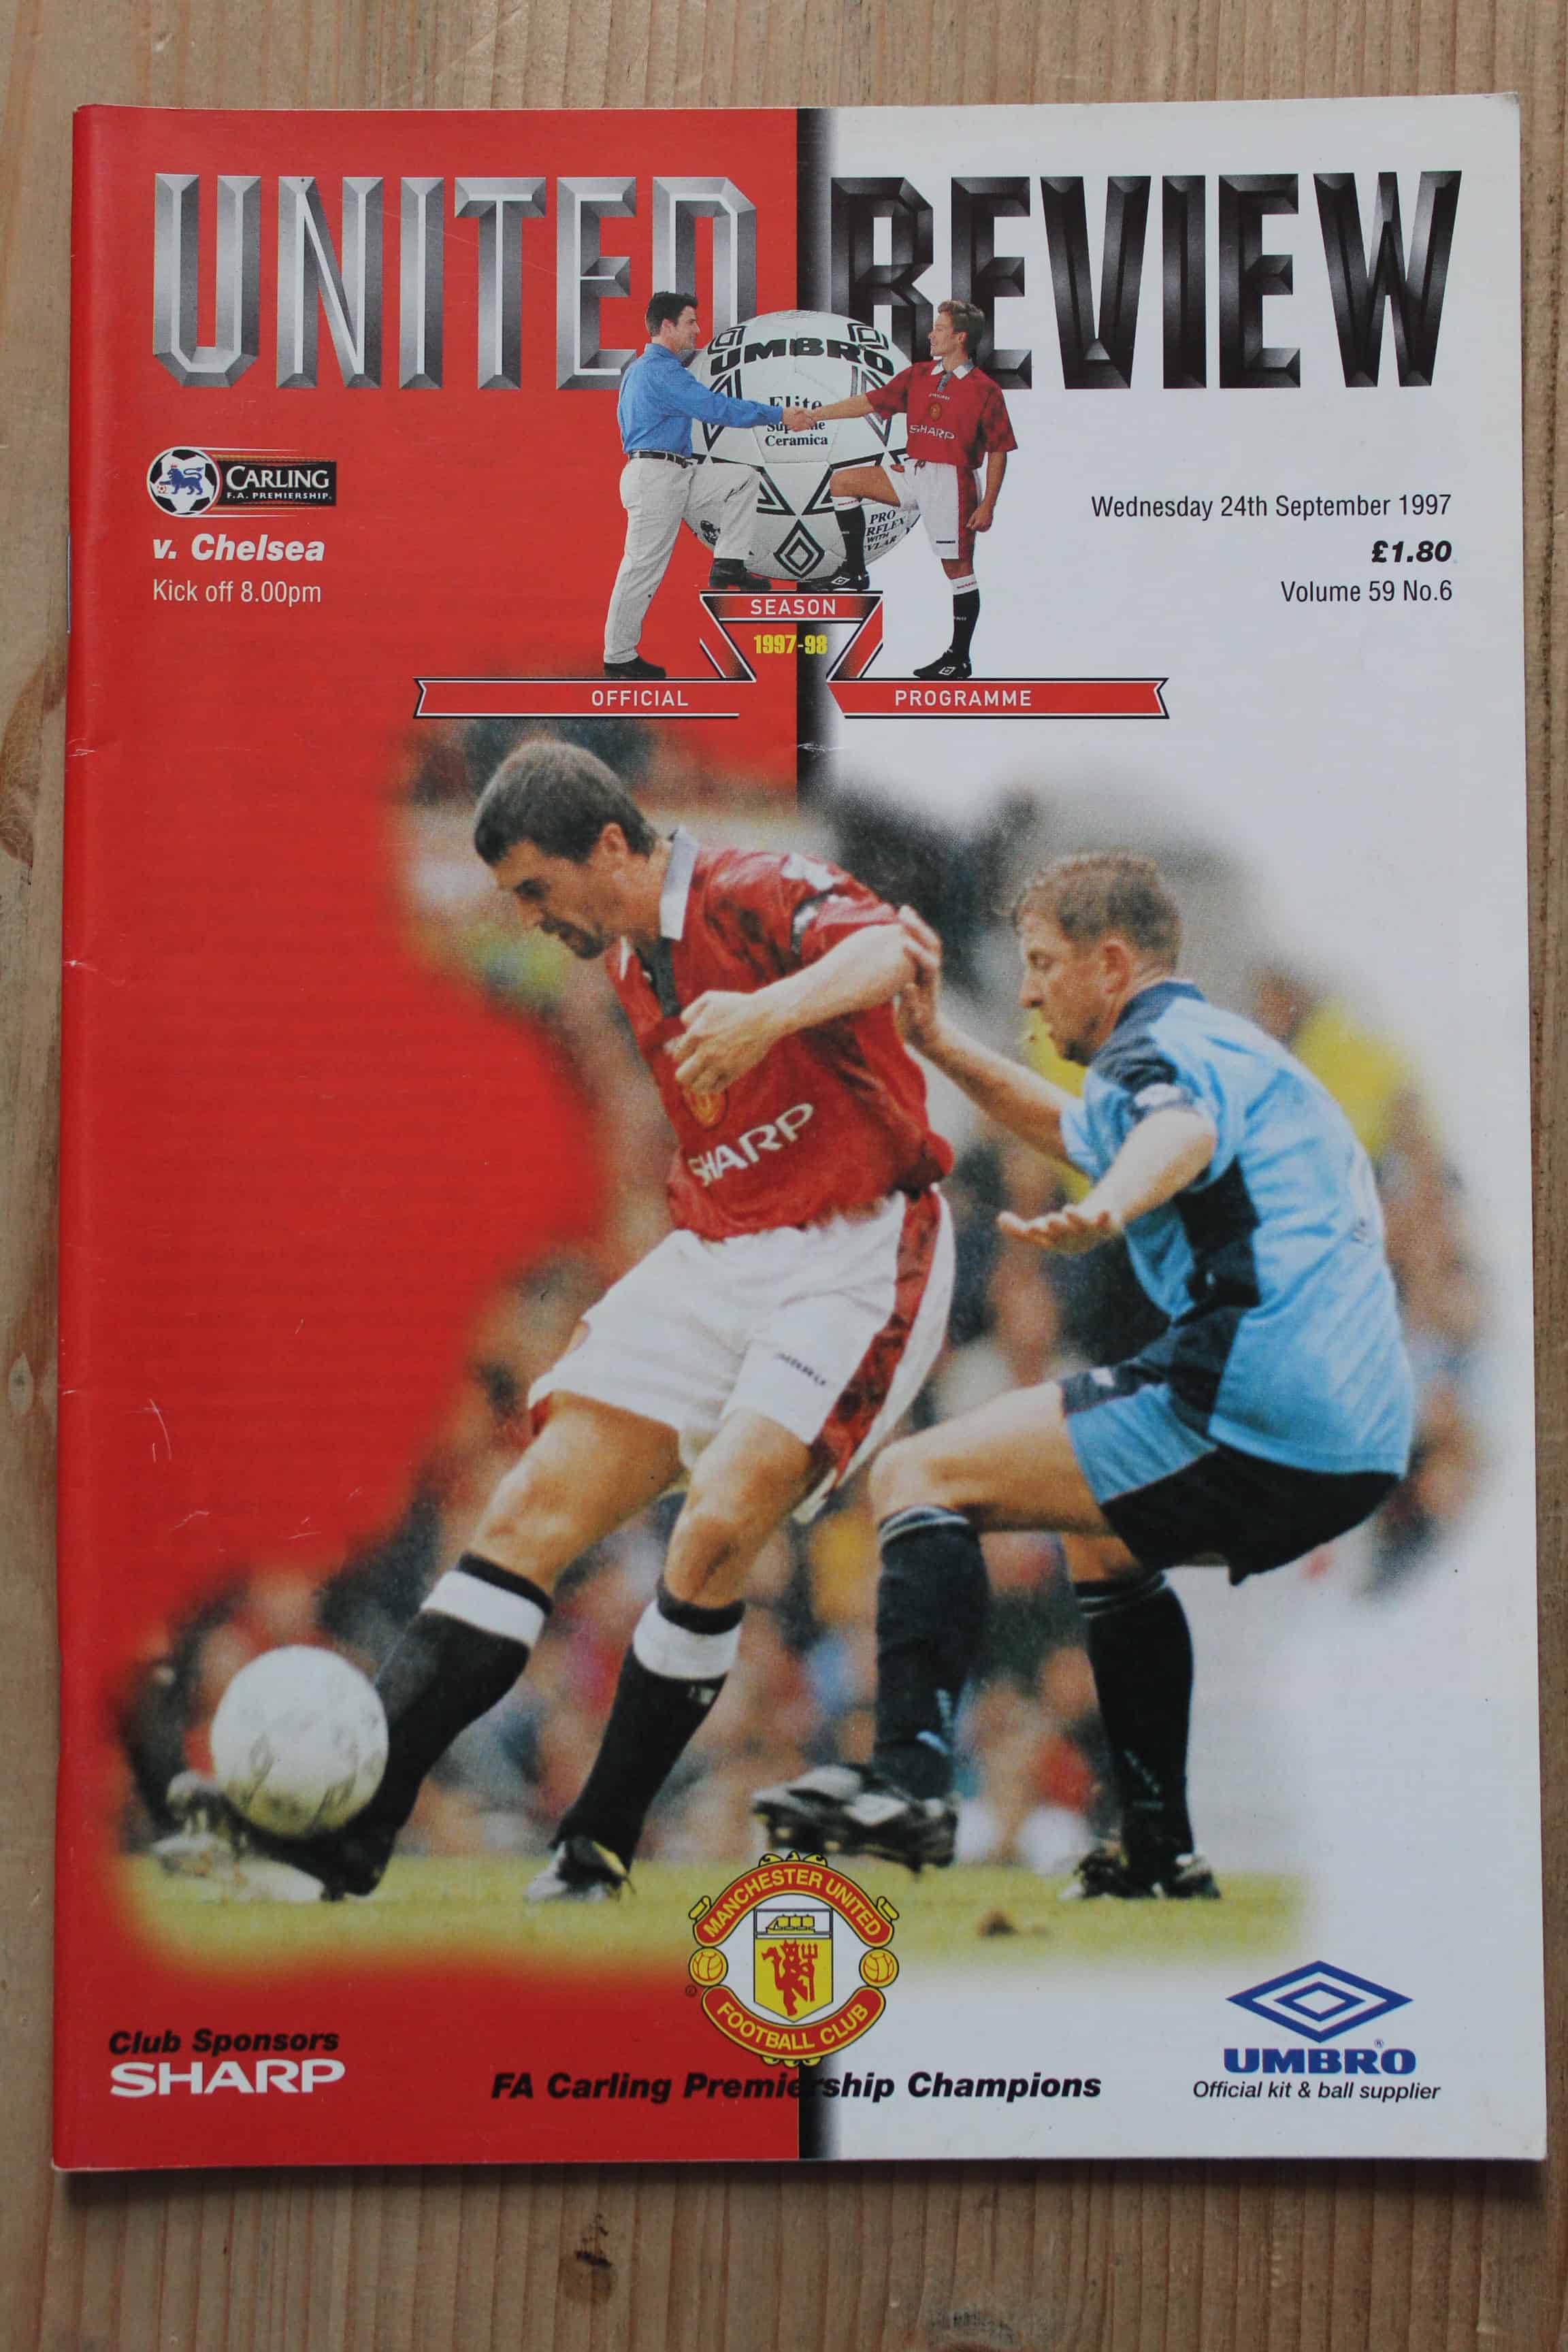 UNITED REVIEW
UMBRO
Elite
Ceramica
SHARP
PRO
WITH
CARLING
F.A. PREMIERSHIP.
v. Chelsea
Kick off 8.00pm
Wednesday 24th September 1997
£1.80
Volume 59 No.6
SEASON
1997-98
OFFICIAL PROGRAMME
SHARP
UMBRO
MANCHESTER UNITED
FOOTBALL CLUB
Club Sponsors
SHARP
FA Carling Premiership Champions
UMBRO®
Official kit & ball supplier